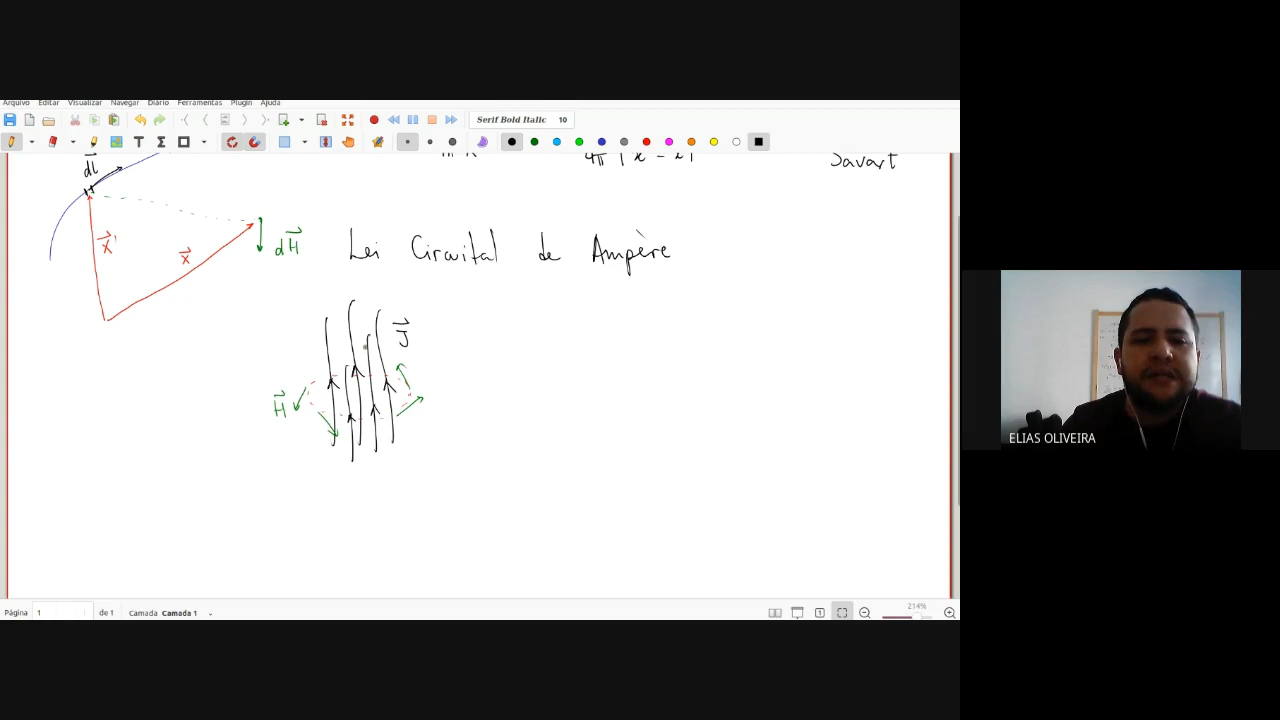 Arquivo Editar Visualizar Navegar Diário Ferramentas Plugin Ajuda
Serif Bold Italic 10
Savart
dl
x'
x
dH
Lei Circuital de Ampère
J
H
ELIAS OLIVEIRA
Página 1 de 1 Camada Camada 1 214%